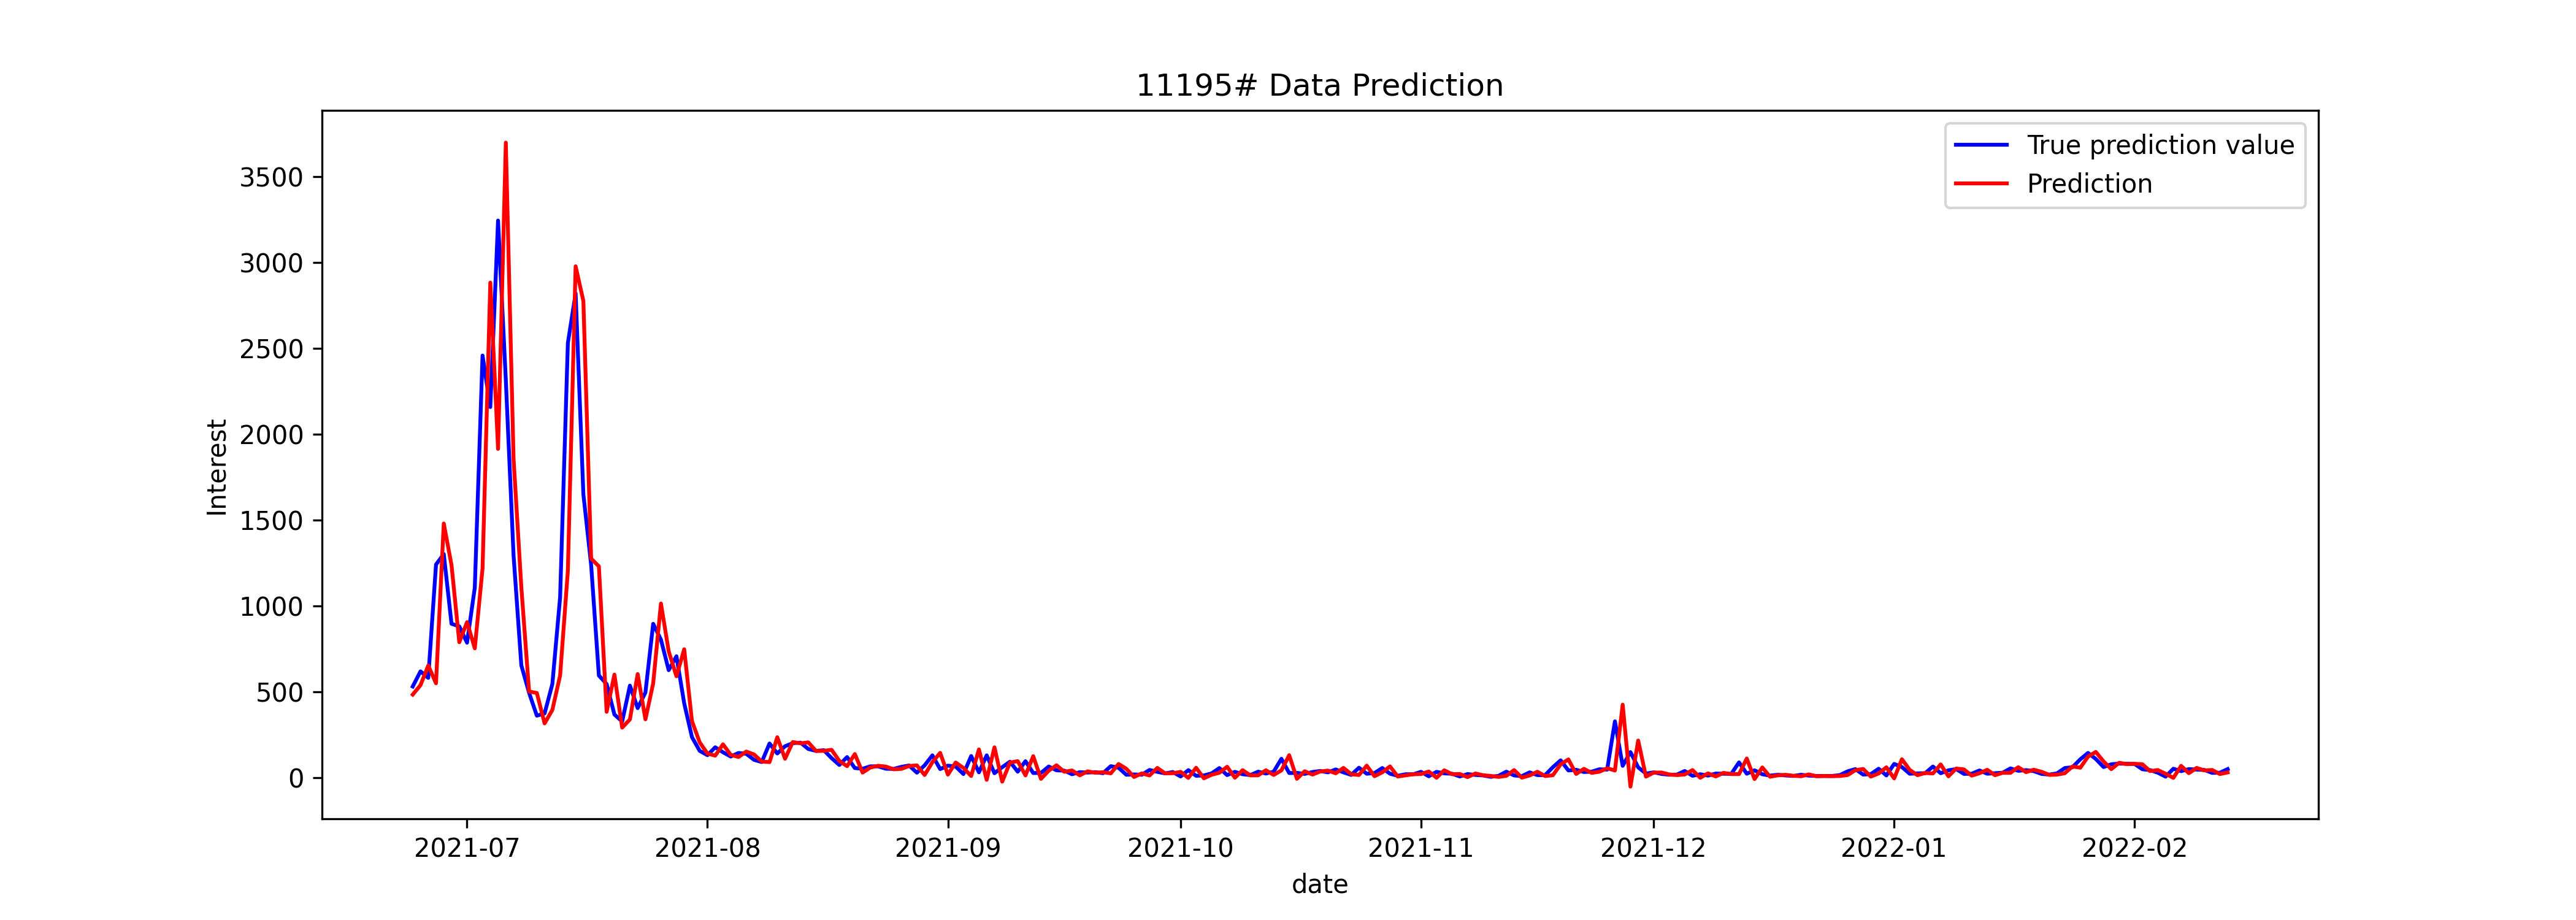 11195# Data Prediction
True prediction value
Prediction
3500
3000
2500
2000
1500
1000
500
0
Interest
2021-07 2021-08 2021-09 2021-10 2021-11 2021-12 2022-01 2022-02
date